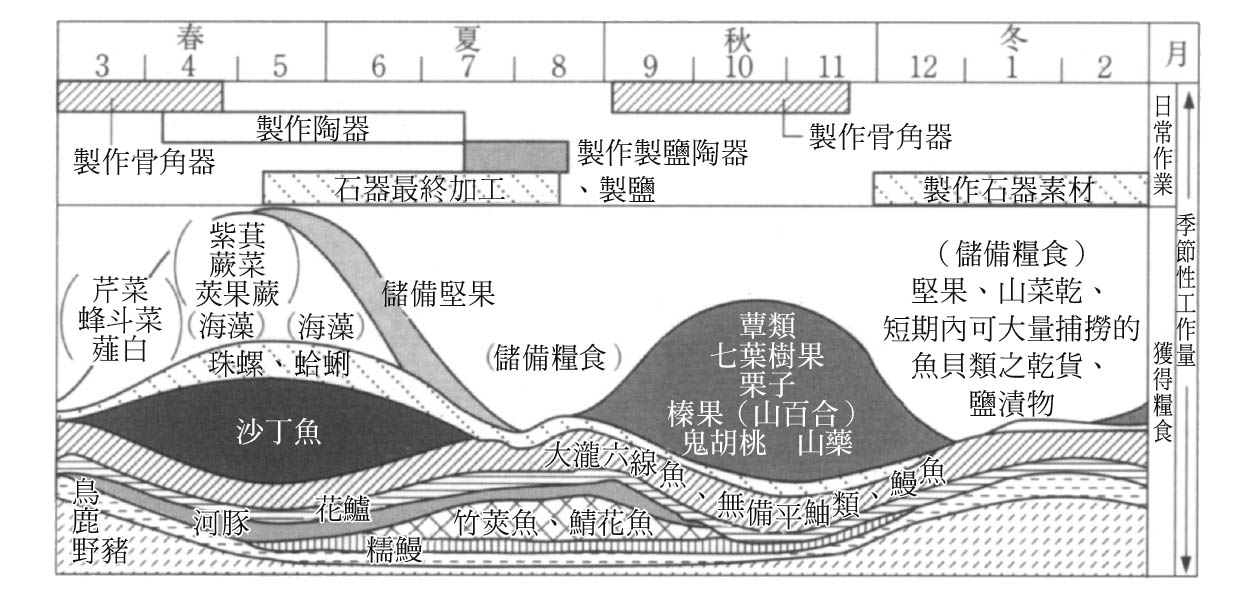 春 夏 秋 冬 月
3 4 5 6 7 8 9 10 11 12 1 2
製作骨角器
製作陶器
製作製鹽陶器
、製鹽
石器最終加工
製作骨角器
製作石器素材
日常作業
季節性工作量
獲得糧食
芹菜
蜂斗菜
薤白
紫萁
蕨菜
莢果蕨
(海藻)
(海藻)
珠螺、蛤蜊
沙丁魚
儲備堅果
(儲備糧食)
蕈類
七葉樹果
栗子
榛果(山百合)
鬼胡桃 山藥
(儲備糧食)
堅果、山菜乾、
短期內可大量捕撈的
魚貝類之乾貨、
鹽漬物
大瀧六線魚、無備平鮋類、鰻魚
鳥
鹿
野豬
河豚
花鱸
竹莢魚、鯖花魚
糯鰻